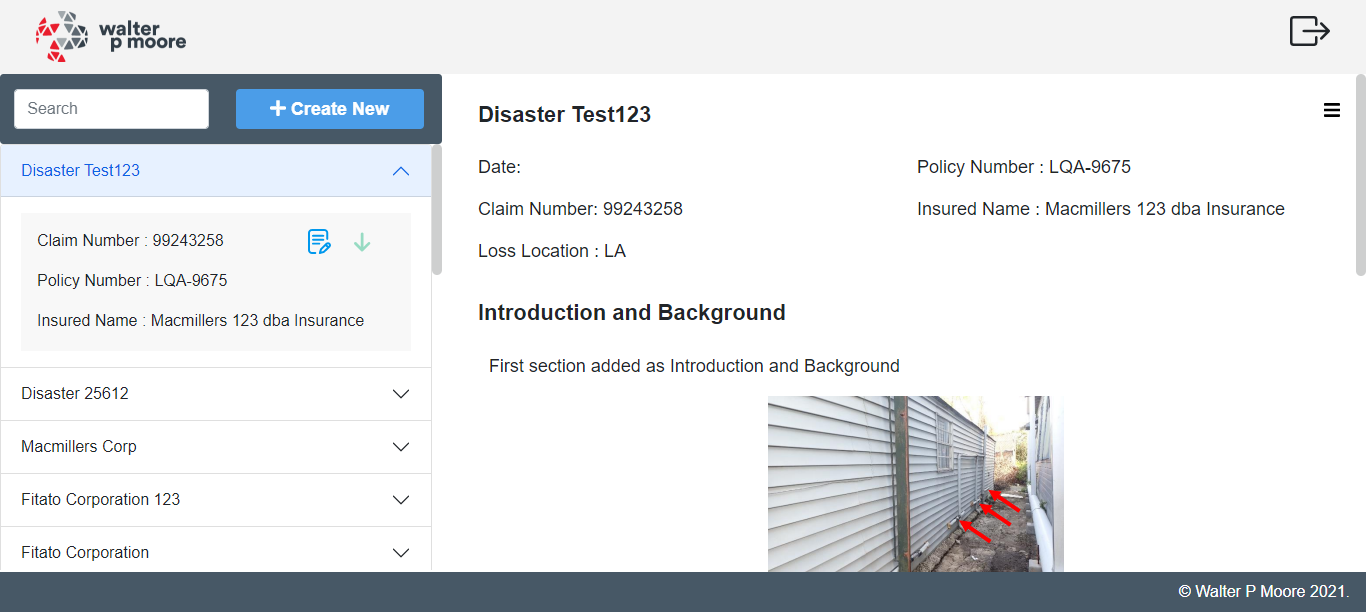 walter
p moore
Search
Create New
Disaster Test123
Claim Number : 99243258
Policy Number : LQA-9675
Insured Name : Macmillers 123 dba Insurance
Disaster 25612
Macmillers Corp
Fitato Corporation 123
Fitato Corporation
Disaster Test123
Date:
Policy Number : LQA-9675
Claim Number: 99243258
Insured Name : Macmillers 123 dba Insurance
Loss Location : LA
Introduction and Background
First section added as Introduction and Background
© Walter P Moore 2021.